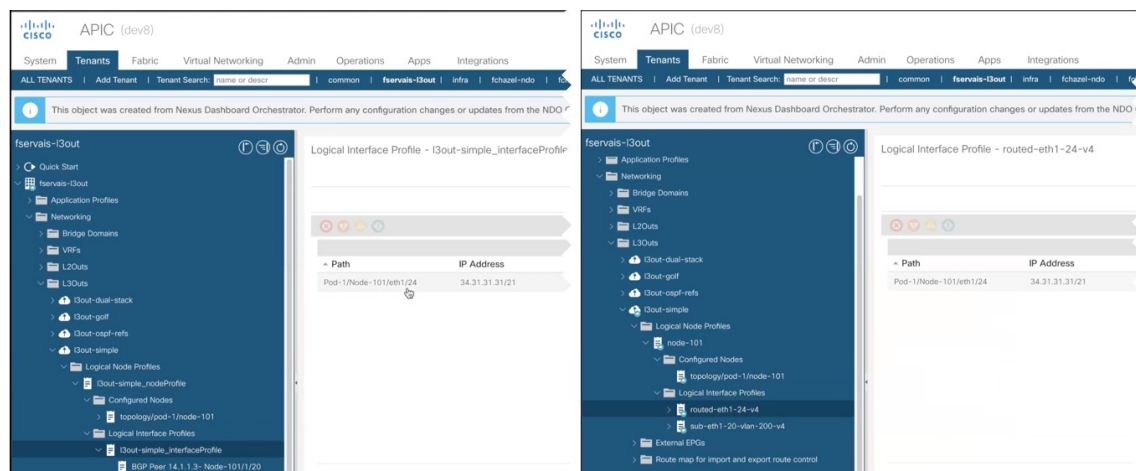 CISCO APIC (dev8)
System Tenants Fabric Virtual Networking Admin Operations Apps Integrations
ALL TENANTS | Add Tenant | Tenant Search: name or descr | common | fservais-l3out | infra | fchazel-ndo |
This object was created from Nexus Dashboard Orchestrator. Perform any configuration changes or updates from the NDO
fservais-l3out
Quick Start
fservais-l3out
Application Profiles
Networking
Bridge Domains
VRFs
L2Outs
L3Outs
l3out-dual-stack
l3out-golf
l3out-ospf-refs
l3out-simple
Logical Node Profiles
l3out-simple_nodeProfile
Configured Nodes
topology/pod-1/node-101
Logical Interface Profiles
l3out-simple_interfaceProfile
BGP Peer 14.1.1.3- Node-101/1/20
Logical Interface Profile - l3out-simple_interfaceProfile
Path IP Address
Pod-1/Node-101/eth1/24 34.31.31.31/21
CISCO APIC (dev8)
System Tenants Fabric Virtual Networking Admin Operations Apps Integrations
ALL TENANTS | Add Tenant | Tenant Search: name or descr | common | fservais-l3out | infra | fchazel-ndo |
This object was created from Nexus Dashboard Orchestrator. Perform any configuration changes or updates from the NDO
fservais-l3out
Application Profiles
Networking
Bridge Domains
VRFs
L2Outs
L3Outs
l3out-dual-stack
l3out-golf
l3out-ospf-refs
l3out-simple
Logical Node Profiles
node-101
Configured Nodes
topology/pod-1/node-101
Logical Interface Profiles
routed-eth1-24-v4
sub-eth1-20-vlan-200-v4
External EPGs
Route map for import and export route control
Logical Interface Profile - routed-eth1-24-v4
Path IP Address
Pod-1/Node-101/eth1/24 34.31.31.31/21